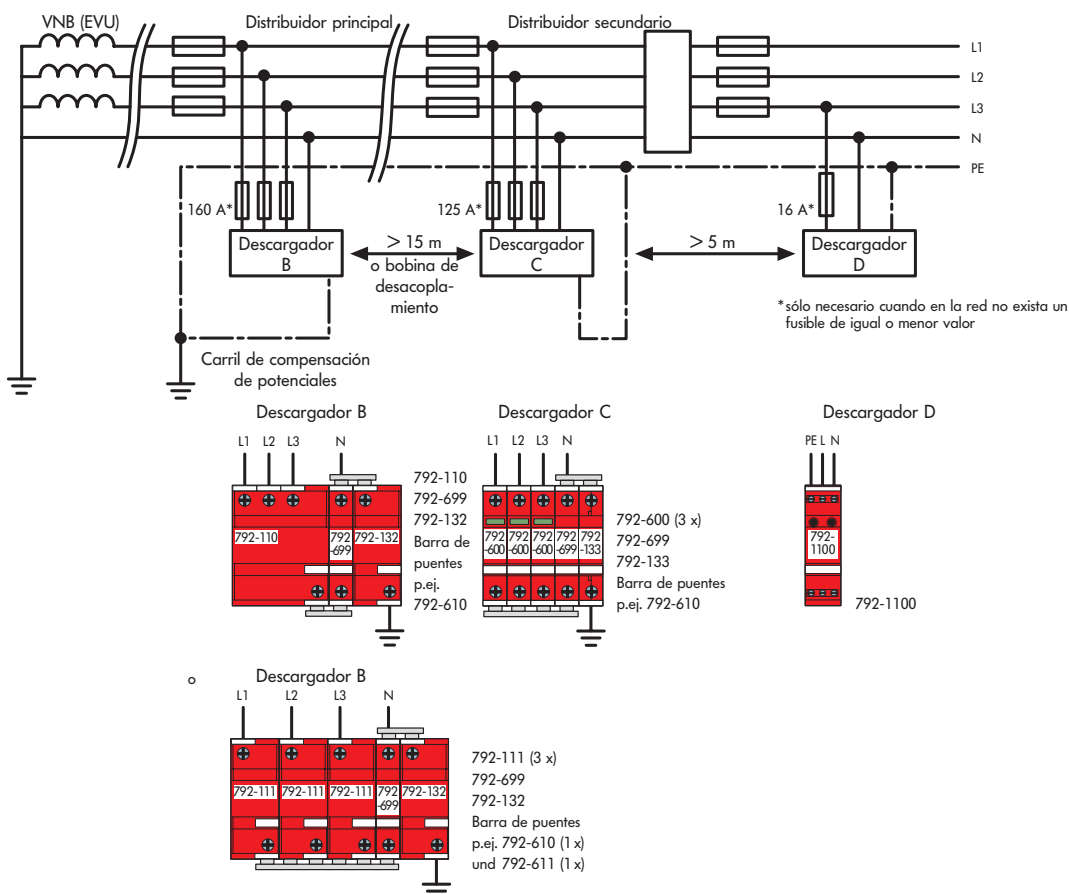 VNB (EVU)
Distribuidor principal
Distribuidor secundario
L1
L2
L3
N
PE
160 A*
125 A*
16 A*
Descargador
B
> 15 m
o bobina de
desacopla-
miento
Descargador
C
> 5 m
Descargador
D
*sólo necesario cuando en la red no exista un
fusible de igual o menor valor
Carril de compensación
de potenciales
Descargador B
L1 L2 L3 N
792-110
792
-699
792-132
792-110
792-699
792-132
Barra de
puentes
p.ej.
792-610
Descargador C
L1 L2 L3 N
792
-600
792
-600
792
-600
792
-699
792
-133
792-600 (3 x)
792-699
792-133
Barra de puentes
p.ej. 792-610
Descargador D
PE L N
792-
1100
792-1100
o
Descargador B
L1 L2 L3 N
792-111
792-111
792-111
792
-699
792-132
792-111 (3 x)
792-699
792-132
Barra de puentes
p.ej. 792-610 (1 x)
und 792-611 (1 x)